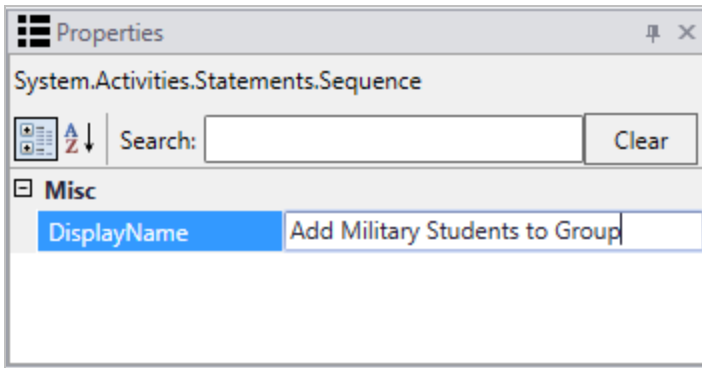 Properties
System.Activities.Statements.Sequence
A Z Search: Clear
Misc
DisplayName Add Military Students to Group